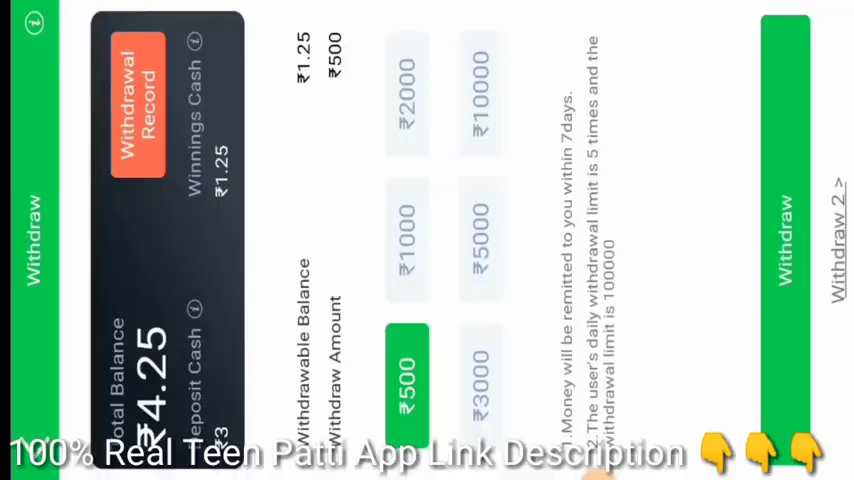 Withdraw
Total Balance
₹4.25
Withdrawal
Record
Deposit Cash
Winnings Cash
₹3
₹1.25
Withdrawable Balance
₹1.25
Withdraw Amount
₹500
₹500
₹1000
₹2000
₹3000
₹5000
₹10000
1.Money will be remitted to you within 7days.
2.The user's daily withdrawal limit is 5 times and the
withdrawal limit is 100000
Withdraw
Withdraw 2 >
100% Real Teen Patti App Link Description 👇👇👇